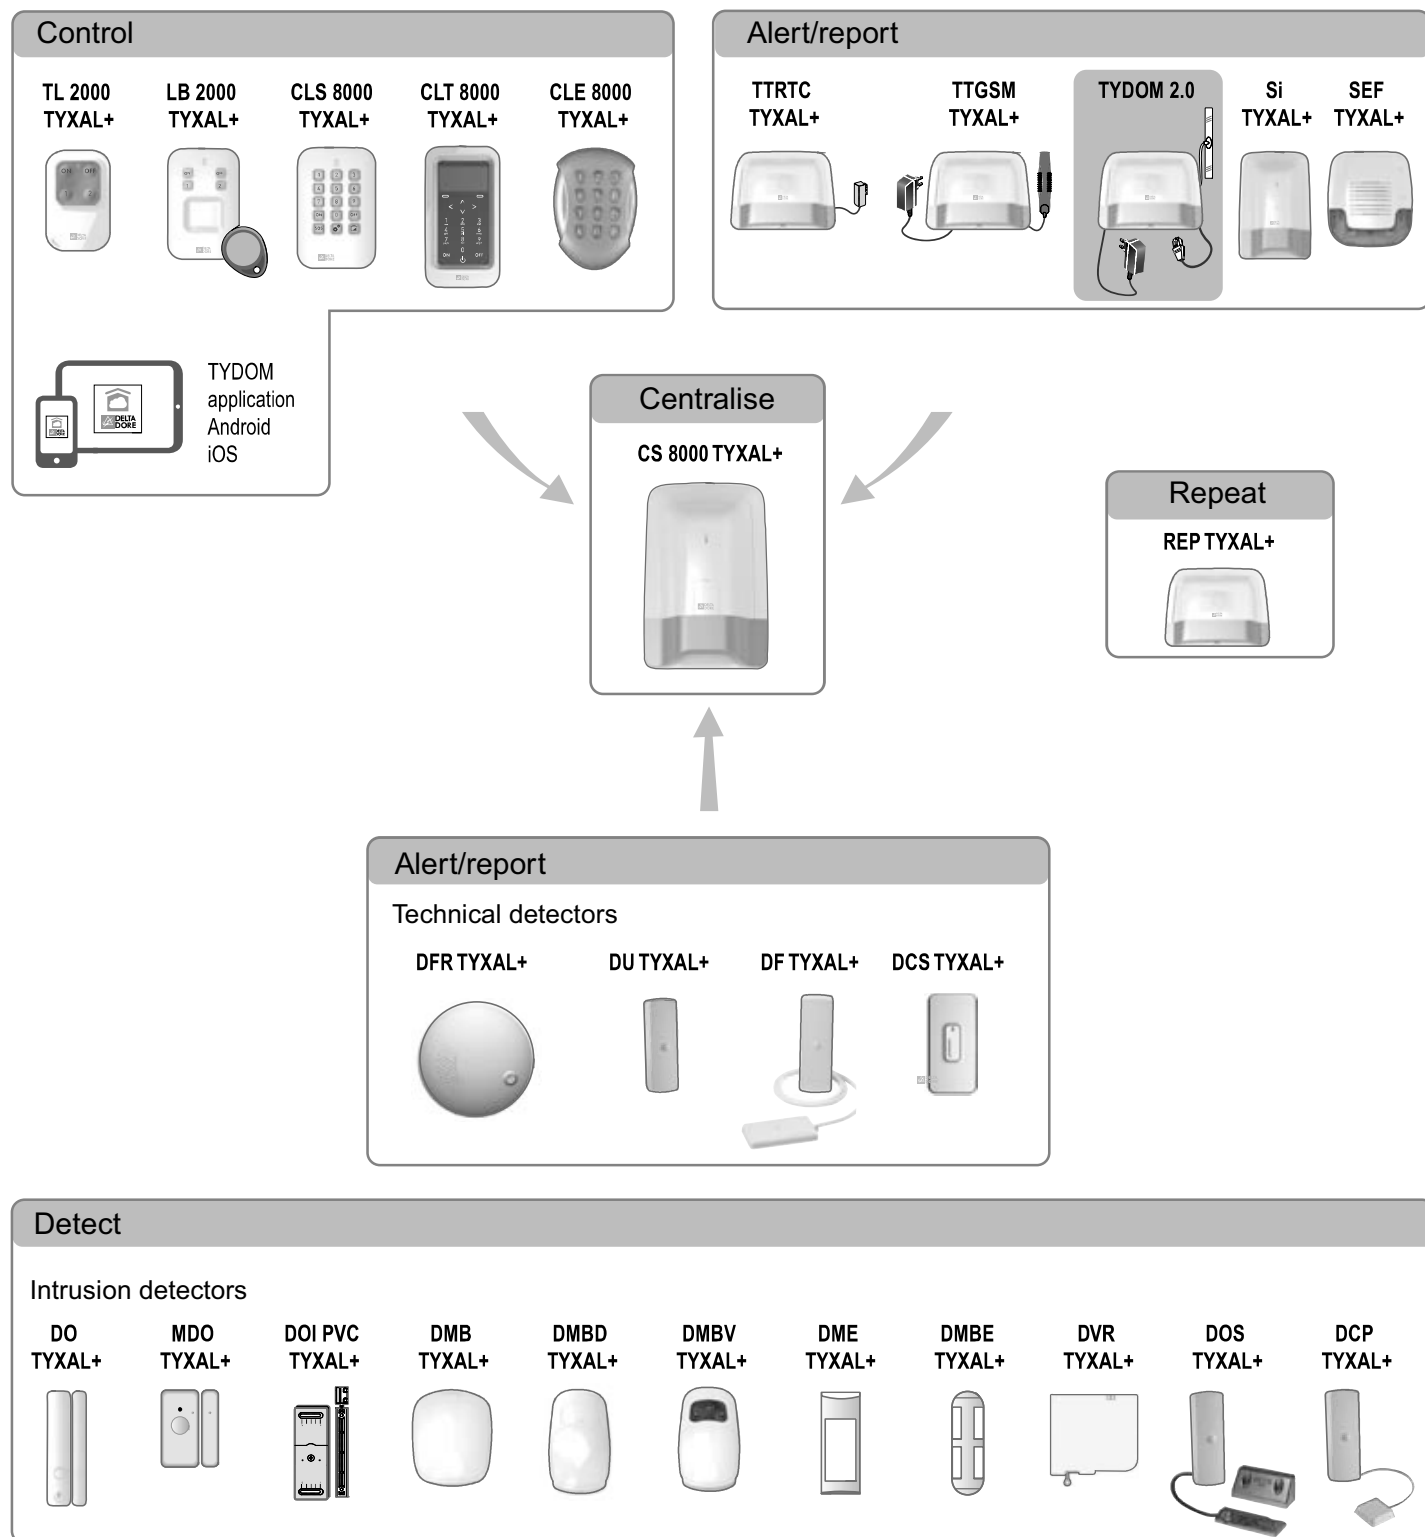 Control
TL 2000
TYXAL+
LB 2000
TYXAL+
CLS 8000
TYXAL+
CLT 8000
TYXAL+
CLE 8000
TYXAL+
TYDOM
application
Android
iOS
DELTA
DORE
Alert/report
TTRTC
TYXAL+
TTGSM
TYXAL+
TYDOM 2.0
Si
TYXAL+
SEF
TYXAL+
Centralise
CS 8000 TYXAL+
Repeat
REP TYXAL+
Alert/report
Technical detectors
DFR TYXAL+
DU TYXAL+
DF TYXAL+
DCS TYXAL+
Detect
Intrusion detectors
DO
TYXAL+
MDO
TYXAL+
DOI PVC
TYXAL+
DMB
TYXAL+
DMBD
TYXAL+
DMBV
TYXAL+
DME
TYXAL+
DMBE
TYXAL+
DVR
TYXAL+
DOS
TYXAL+
DCP
TYXAL+